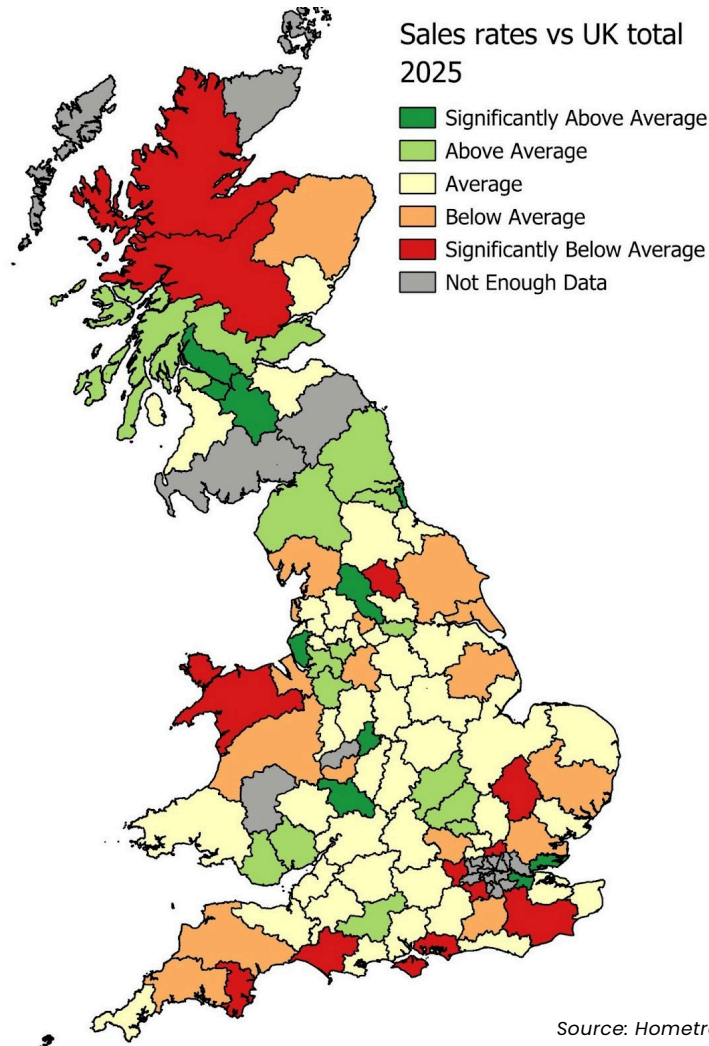 Sales rates vs UK total
2025
Significantly Above Average
Above Average
Average
Below Average
Significantly Below Average
Not Enough Data
Source: